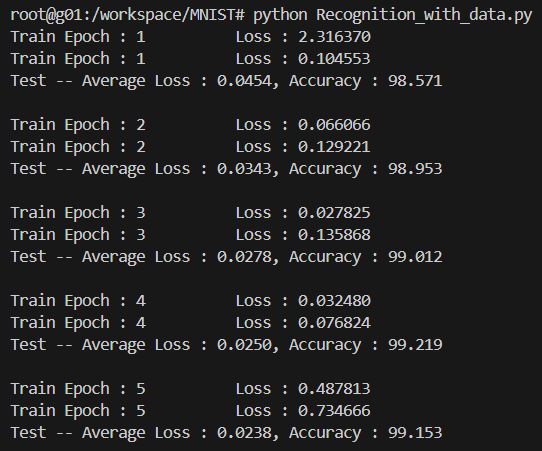 root@g01:/workspace/MNIST# python Recognition_with_data.py
Train Epoch : 1 Loss : 2.316370
Train Epoch : 1 Loss : 0.104553
Test -- Average Loss : 0.0454, Accuracy : 98.571
Train Epoch : 2 Loss : 0.066066
Train Epoch : 2 Loss : 0.129221
Test -- Average Loss : 0.0343, Accuracy : 98.953
Train Epoch : 3 Loss : 0.027825
Train Epoch : 3 Loss : 0.135868
Test -- Average Loss : 0.0278, Accuracy : 99.012
Train Epoch : 4 Loss : 0.032480
Train Epoch : 4 Loss : 0.076824
Test -- Average Loss : 0.0250, Accuracy : 99.219
Train Epoch : 5 Loss : 0.487813
Train Epoch : 5 Loss : 0.734666
Test -- Average Loss : 0.0238, Accuracy : 99.153